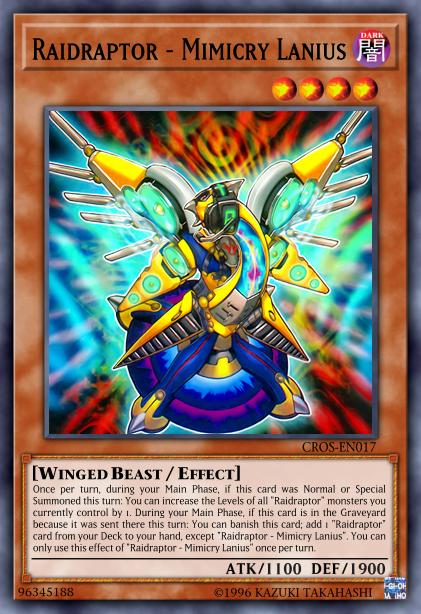 Raidraptor - Mimicry Lanius
DARK
闇
CROS-EN017
[Winged Beast / Effect]
Once per turn, during your Main Phase, if this card was Normal or Special
Summoned this turn: You can increase the Levels of all "Raidraptor" monsters you
currently control by 1. During your Main Phase, if this card is in the Graveyard
because it was sent there this turn: You can banish this card; add 1 "Raidraptor"
card from your Deck to your hand, except "Raidraptor - Mimicry Lanius". You can
only use this effect of "Raidraptor - Mimicry Lanius" once per turn.
ATK/1100 DEF/1900
96345188
©1996 KAZUKI TAKAHASHI